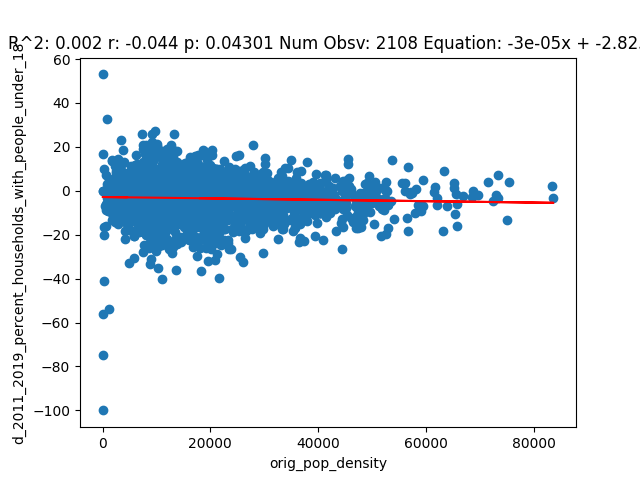 R^2: 0.002 r: -0.044 p: 0.04301 Num Obsv: 2108 Equation: -3e-05x + -2.82
d_2011_2019_percent_households_with_people_under_18
60
40
20
0
−20
−40
−60
−80
−100
0 20000 40000 60000 80000
orig_pop_density